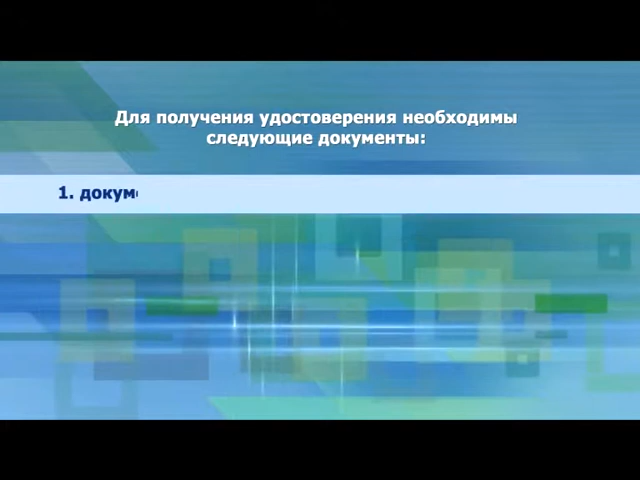 Для получения удостоверения необходимы
следующие документы:
1. докум